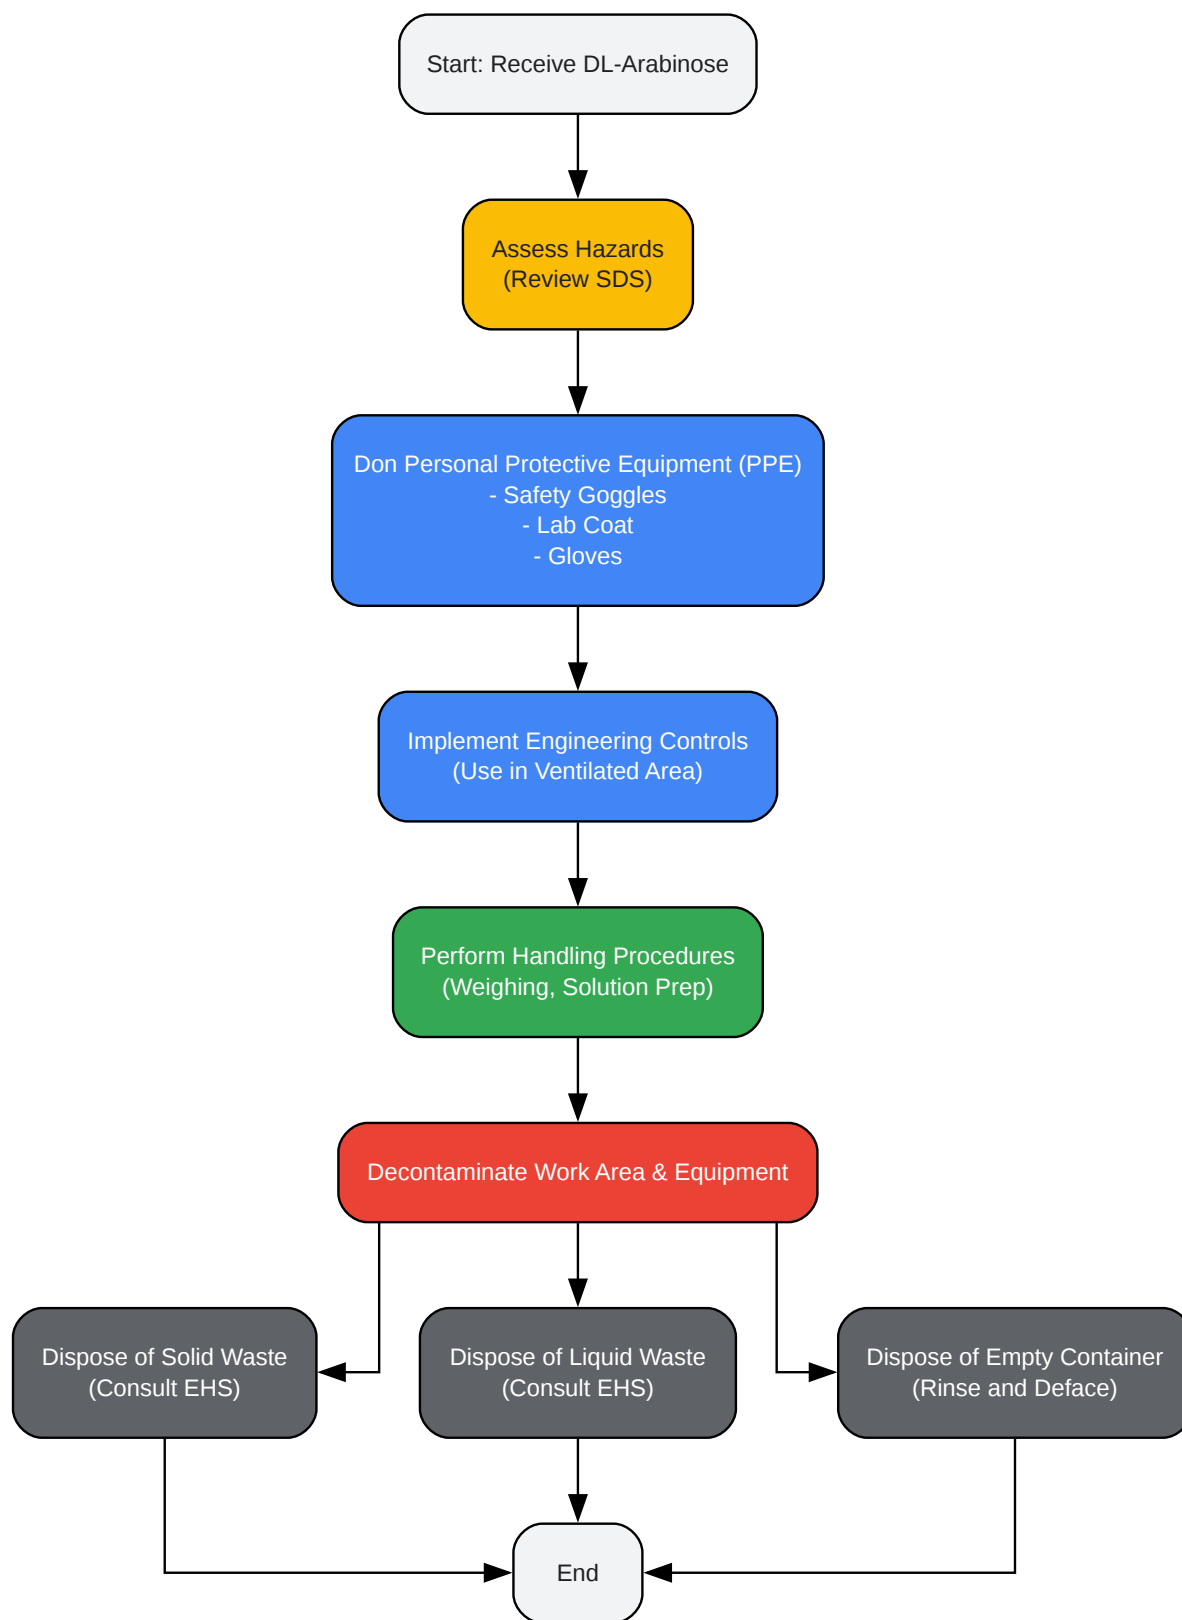 Start: Receive DL-Arabinose
Assess Hazards
(Review SDS)
Don Personal Protective Equipment (PPE)
- Safety Goggles
- Lab Coat
- Gloves
Implement Engineering Controls
(Use in Ventilated Area)
Perform Handling Procedures
(Weighing, Solution Prep)
Decontaminate Work Area & Equipment
Dispose of Solid Waste
(Consult EHS)
Dispose of Liquid Waste
(Consult EHS)
Dispose of Empty Container
(Rinse and Deface)
End